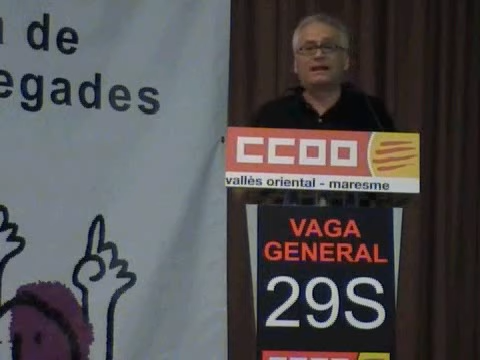 de
egades
CCOO
vallès oriental - maresme
VAGA
GENERAL
29S